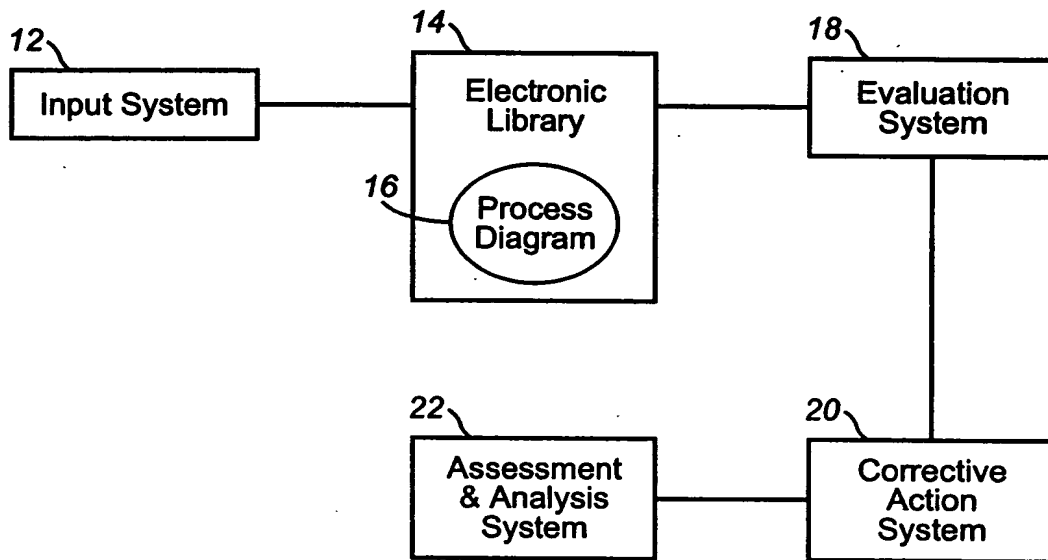 12
Input System
14
Electronic
Library
16
Process
Diagram
18
Evaluation
System
22
Assessment
& Analysis
System
20
Corrective
Action
System